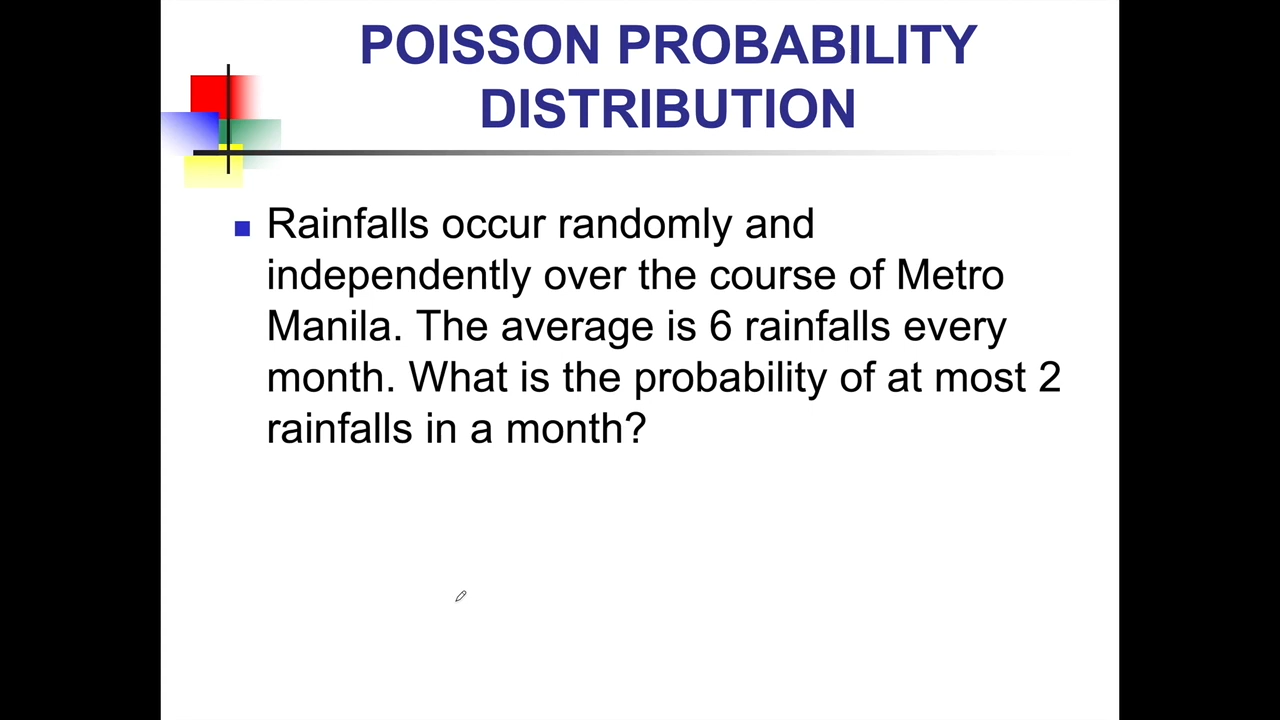 POISSON PROBABILITY
DISTRIBUTION
Rainfalls occur randomly and
independently over the course of Metro
Manila. The average is 6 rainfalls every
month. What is the probability of at most 2
rainfalls in a month?